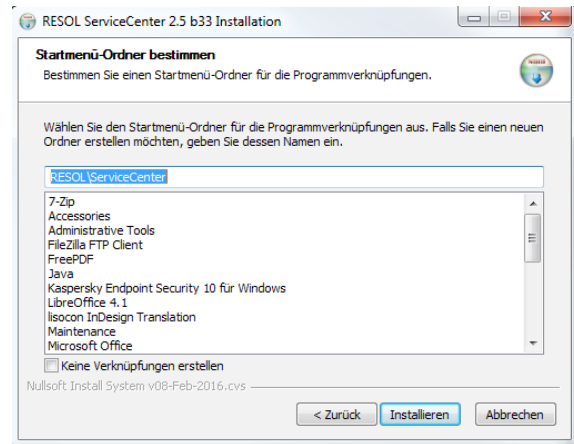 RESOL ServiceCenter 2.5 b33 Installation
Startmenü-Ordner bestimmen
Bestimmen Sie einen Startmenü-Ordner für die Programmverknüpfungen.
Wählen Sie den Startmenü-Ordner für die Programmverknüpfungen aus. Falls Sie einen neuen
Ordner erstellen möchten, geben Sie dessen Namen ein.
RESOL\ServiceCenter
7-Zip
Accessories
Administrative Tools
FileZilla FTP Client
FreePDF
Java
Kaspersky Endpoint Security 10 für Windows
LibreOffice 4.1
lisocon InDesign Translation
Maintenance
Microsoft Office
Keine Verknüpfungen erstellen
Nullsoft Install System v08-Feb-2016.cvs
< Zurück
Installieren
Abbrechen